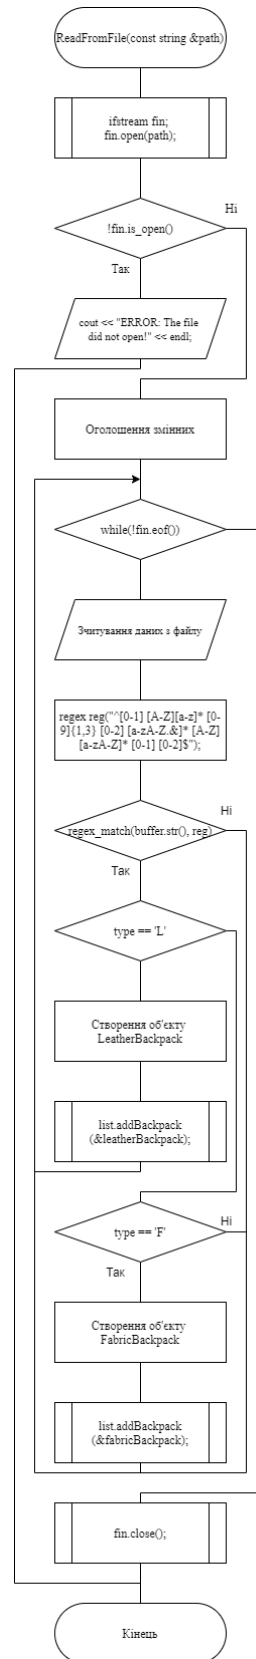 ReadFromFile(const string &path)
ifstream fin;
fin.open(path);
Ні
!fin.is_open()
Так
cout << "ERROR: The file
did not open!" << endl;
Оголошення змінних
while(!fin.eof())
Зчитування даних з файлу
regex reg("^[0-1] [A-Z][a-z]* [0-
9]{1,3} [0-2] [a-zA-Z.&]* [A-Z]
[a-zA-Z]* [0-1] [0-2]$");
Ні
regex_match(buffer.str(), reg)
Так
type == 'L'
Створення об'єкту
LeatherBackpack
list.addBackpack
(&leatherBackpack);
Ні
type == 'F'
Так
Створення об'єкту
FabricBackpack
list.addBackpack
(&fabricBackpack);
fin.close();
Кінець